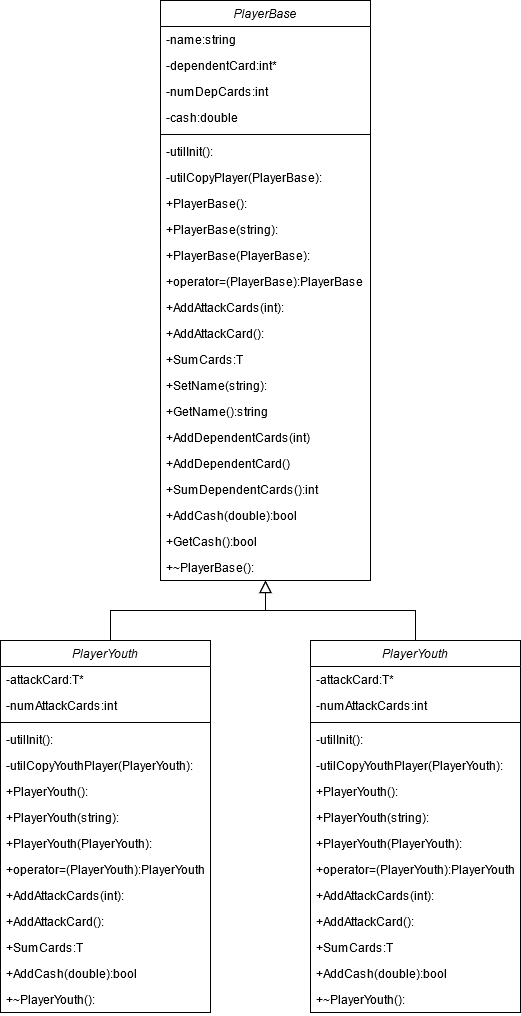 PlayerBase
-name:string
-dependentCard:int*
-numDepCards:int
-cash:double
-utilInit():
-utilCopyPlayer(PlayerBase):
+PlayerBase():
+PlayerBase(string):
+PlayerBase(PlayerBase):
+operator=(PlayerBase):PlayerBase
+AddAttackCards(int):
+AddAttackCard():
+SumCards:T
+SetName(string):
+GetName():string
+AddDependentCards(int)
+AddDependentCard()
+SumDependentCards():int
+AddCash(double):bool
+GetCash():bool
+~PlayerBase():
PlayerYouth
-attackCard:T*
-numAttackCards:int
-utilInit():
-utilCopyYouthPlayer(PlayerYouth):
+PlayerYouth():
+PlayerYouth(string):
+PlayerYouth(PlayerYouth):
+operator=(PlayerYouth):PlayerYouth
+AddAttackCards(int):
+AddAttackCard():
+SumCards:T
+AddCash(double):bool
+~PlayerYouth():
PlayerYouth
-attackCard:T*
-numAttackCards:int
-utilInit():
-utilCopyYouthPlayer(PlayerYouth):
+PlayerYouth():
+PlayerYouth(string):
+PlayerYouth(PlayerYouth):
+operator=(PlayerYouth):PlayerYouth
+AddAttackCards(int):
+AddAttackCard():
+SumCards:T
+AddCash(double):bool
+~PlayerYouth():